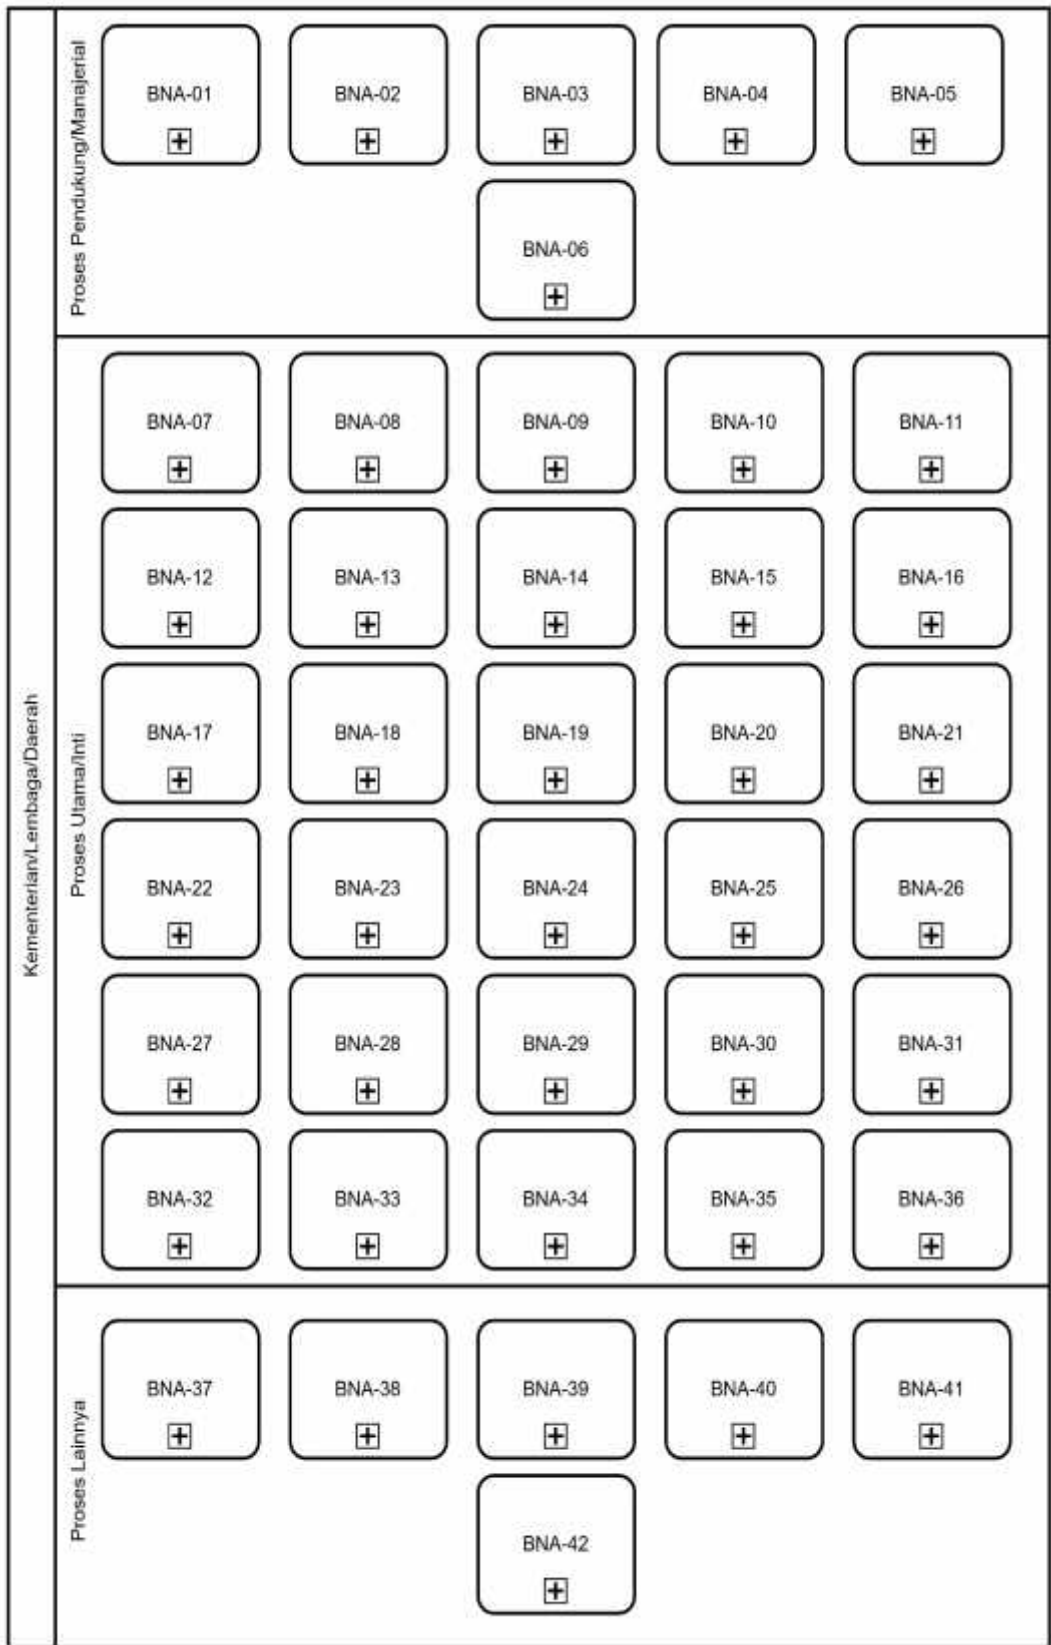 Kementerian/Lembaga/Daerah
Proses Pendukung/Manajerial
BNA-01 BNA-02 BNA-03 BNA-04 BNA-05
BNA-06
Proses Utama/Inti
BNA-07 BNA-08 BNA-09 BNA-10 BNA-11
BNA-12 BNA-13 BNA-14 BNA-15 BNA-16
BNA-17 BNA-18 BNA-19 BNA-20 BNA-21
BNA-22 BNA-23 BNA-24 BNA-25 BNA-26
BNA-27 BNA-28 BNA-29 BNA-30 BNA-31
BNA-32 BNA-33 BNA-34 BNA-35 BNA-36
Proses Lainnya
BNA-37 BNA-38 BNA-39 BNA-40 BNA-41
BNA-42